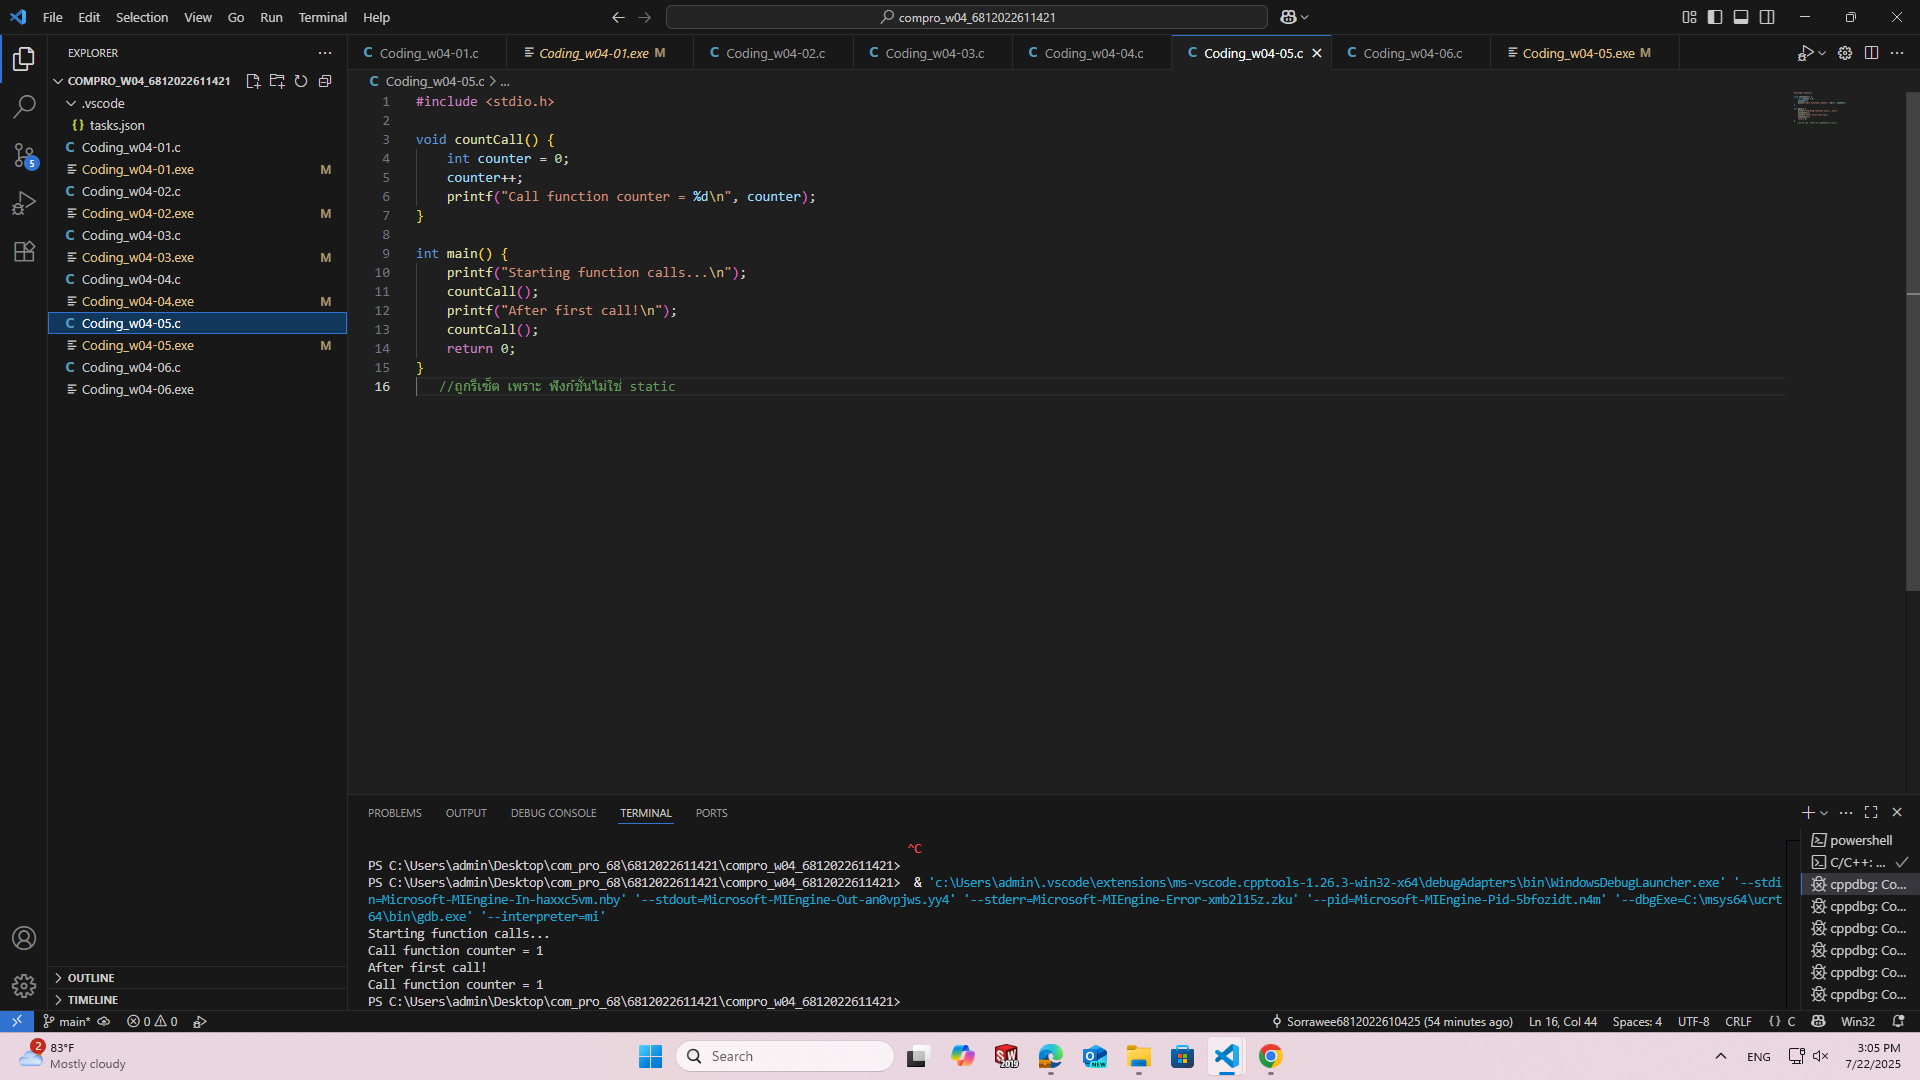 File Edit Selection View Go Run Terminal Help
compro_w04_6812022611421
EXPLORER
COMPRO_W04_6812022611421
.vscode
tasks.json
Coding_w04-01.c
Coding_w04-01.exe M
Coding_w04-02.c
Coding_w04-02.exe M
Coding_w04-03.c
Coding_w04-03.exe M
Coding_w04-04.c
Coding_w04-04.exe M
Coding_w04-05.c
Coding_w04-05.exe M
Coding_w04-06.c
Coding_w04-06.exe
5
OUTLINE
TIMELINE
Coding_w04-01.c Coding_w04-01.exe M Coding_w04-02.c Coding_w04-03.c Coding_w04-04.c Coding_w04-05.c Coding_w04-06.c Coding_w04-05.exe M
Coding_w04-05.c > ...
1 #include <stdio.h>
2
3 void countCall() {
4 int counter = 0;
5 counter++;
6 printf("Call function counter = %d\n", counter);
7 }
8
9 int main() {
10 printf("Starting function calls...\n");
11 countCall();
12 printf("After first call!\n");
13 countCall();
14 return 0;
15 }
16 //ถูกรีเซ็ต เพราะ ฟังก์ชั่นไม่ใช่ static
PROBLEMS OUTPUT DEBUG CONSOLE TERMINAL PORTS
^C
PS C:\Users\admin\Desktop\com_pro_68\6812022611421\compro_w04_6812022611421>
PS C:\Users\admin\Desktop\com_pro_68\6812022611421\compro_w04_6812022611421> & 'c:\Users\admin\.vscode\extensions\ms-vscode.cpptools-1.26.3-win32-x64\debugAdapters\bin\WindowsDebugLauncher.exe' '--stdi
n=Microsoft-MIEngine-In-haxxc5vm.nby' '--stdout=Microsoft-MIEngine-Out-an0vpjws.yy4' '--stderr=Microsoft-MIEngine-Error-xmb2l15z.zku' '--pid=Microsoft-MIEngine-Pid-5bfozidt.n4m' '--dbgExe=C:\msys64\ucrt
64\bin\gdb.exe' '--interpreter=mi'
Starting function calls...
Call function counter = 1
After first call!
Call function counter = 1
PS C:\Users\admin\Desktop\com_pro_68\6812022611421\compro_w04_6812022611421>
powershell
C/C++: ...
cppdbg: Co...
cppdbg: Co...
cppdbg: Co...
cppdbg: Co...
cppdbg: Co...
cppdbg: Co...
main* 0 0 Sorrawee6812022610425 (54 minutes ago) Ln 16, Col 44 Spaces: 4 UTF-8 CRLF {} C Win32
2
83°F
Mostly cloudy
Search
SW
2019
NEW
ENG
3:05 PM
7/22/2025